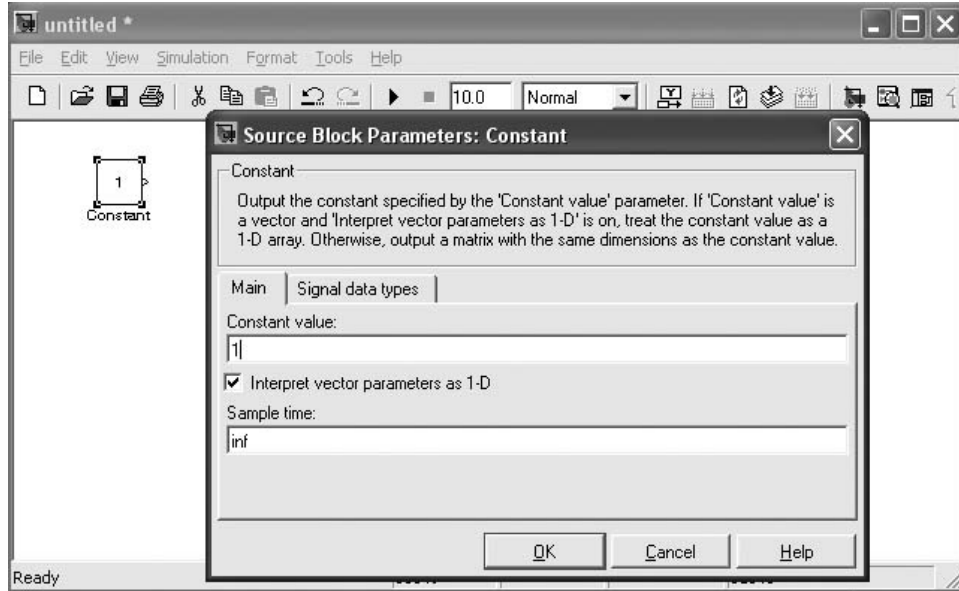 untitled *
File Edit View Simulation Format Tools Help
10.0 Normal
Source Block Parameters: Constant
1
Constant
Constant
Output the constant specified by the 'Constant value' parameter. If 'Constant value' is
a vector and 'Interpret vector parameters as 1-D' is on, treat the constant value as a
1-D array. Otherwise, output a matrix with the same dimensions as the constant value.
Main Signal data types
Constant value:
1
Interpret vector parameters as 1-D
Sample time:
inf
OK Cancel Help
Ready